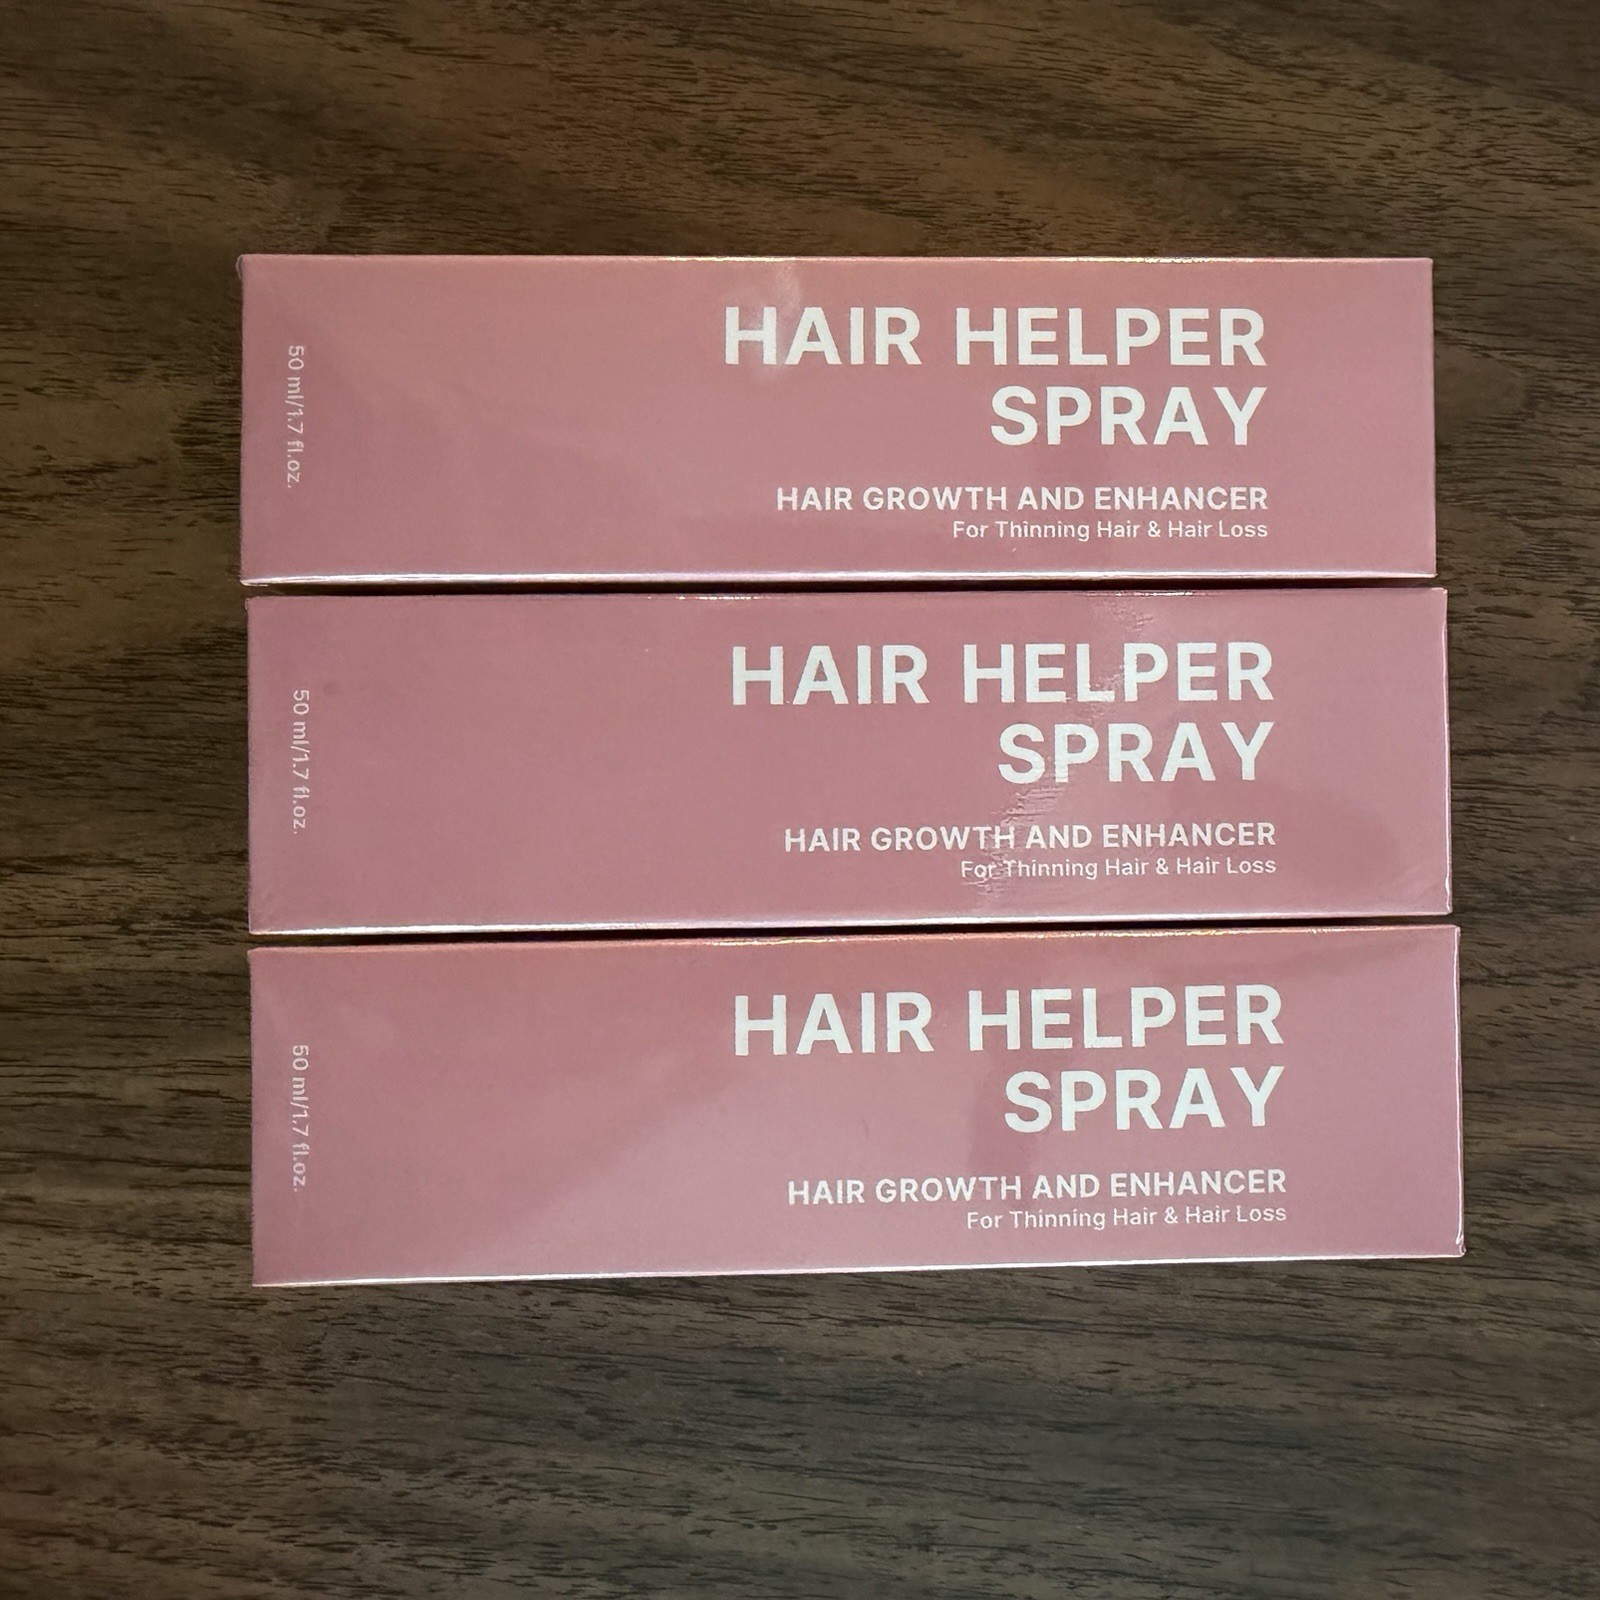 HAIR HELPER
SPRAY
HAIR GROWTH AND ENHANCER
For Thinning Hair & Hair Loss
50 ml/1.7 fl.oz.
HAIR HELPER
SPRAY
HAIR GROWTH AND ENHANCER
For Thinning Hair & Hair Loss
50 ml/1.7 fl.oz.
HAIR HELPER
SPRAY
HAIR GROWTH AND ENHANCER
For Thinning Hair & Hair Loss
50 ml/1.7 fl.oz.